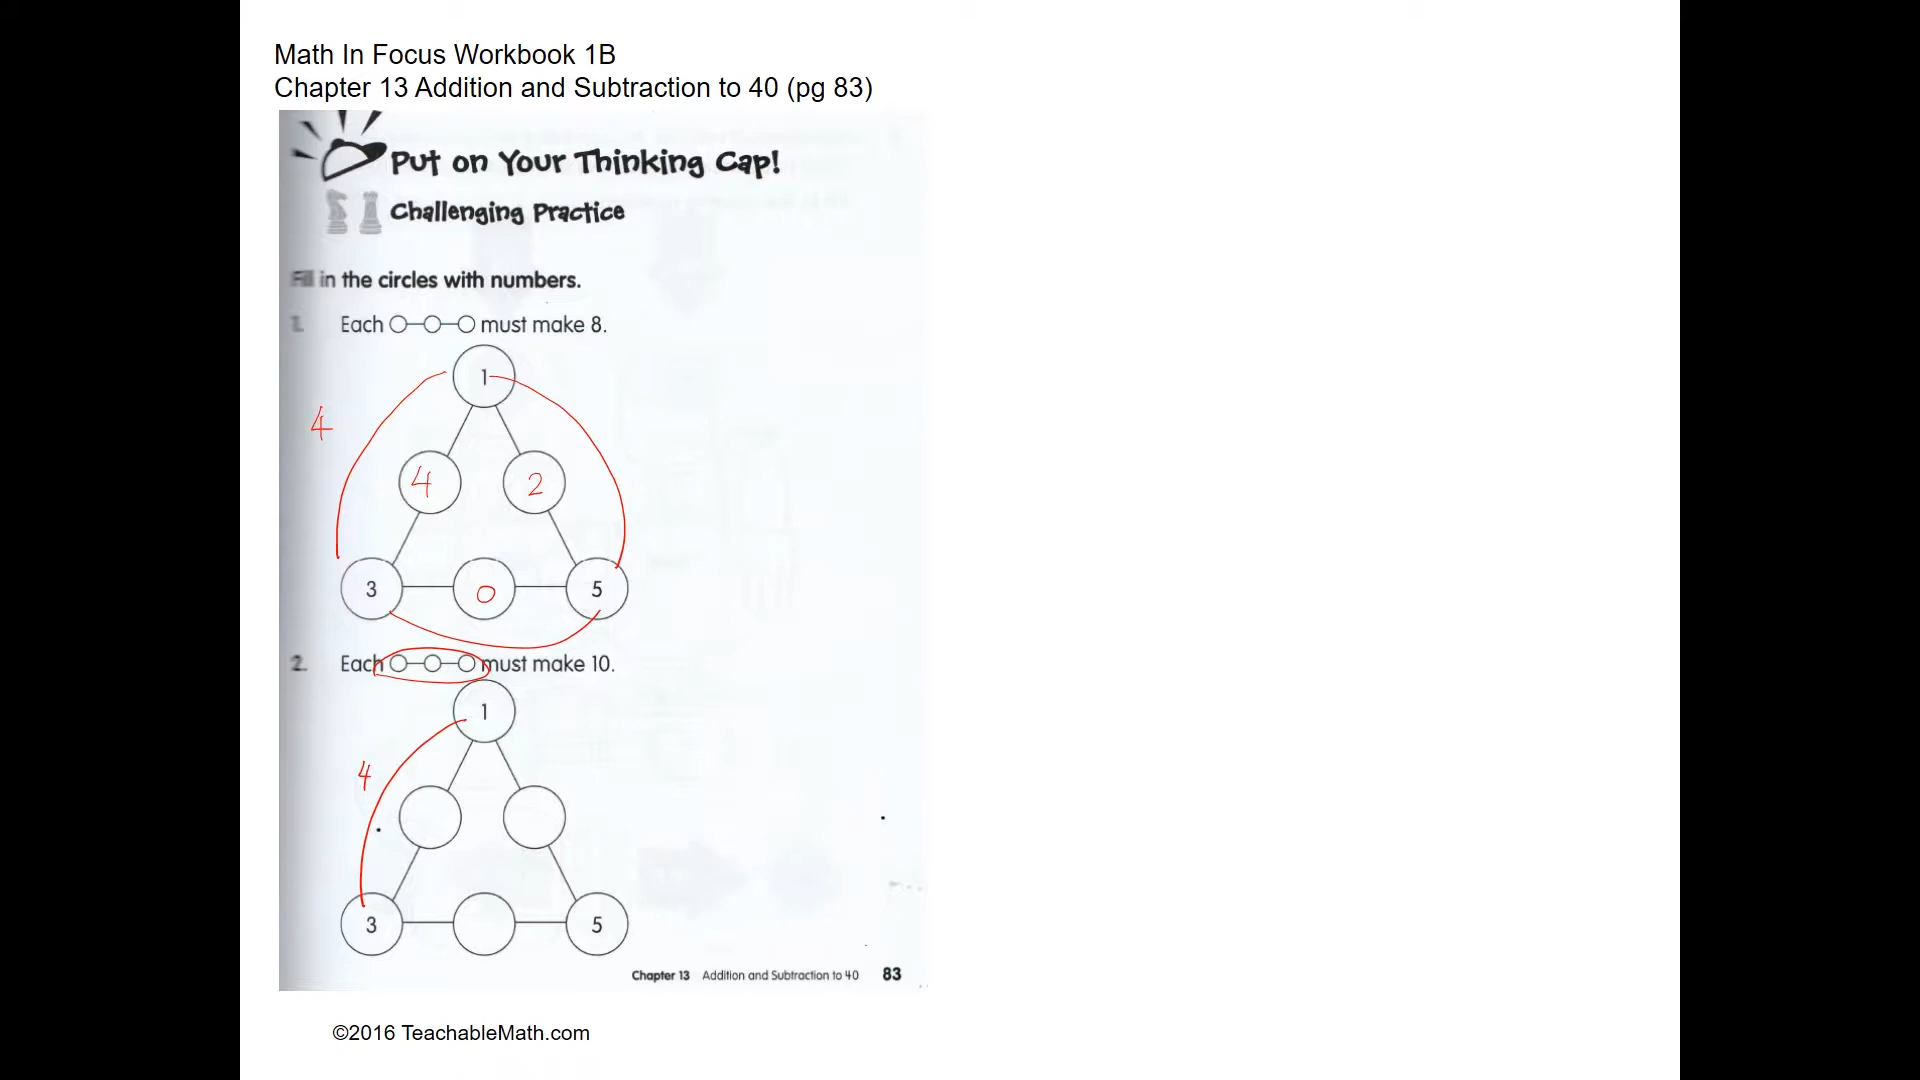 Math In Focus Workbook 1B
Chapter 13 Addition and Subtraction to 40 (pg 83)
Put on Your Thinking Cap!
Challenging Practice
Fill in the circles with numbers.
1. Each must make 8.
1
4
4 2
3 0 5
2. Each must make 10.
1
4
3 5
Chapter 13 Addition and Subtraction to 40 83
©2016 TeachableMath.com